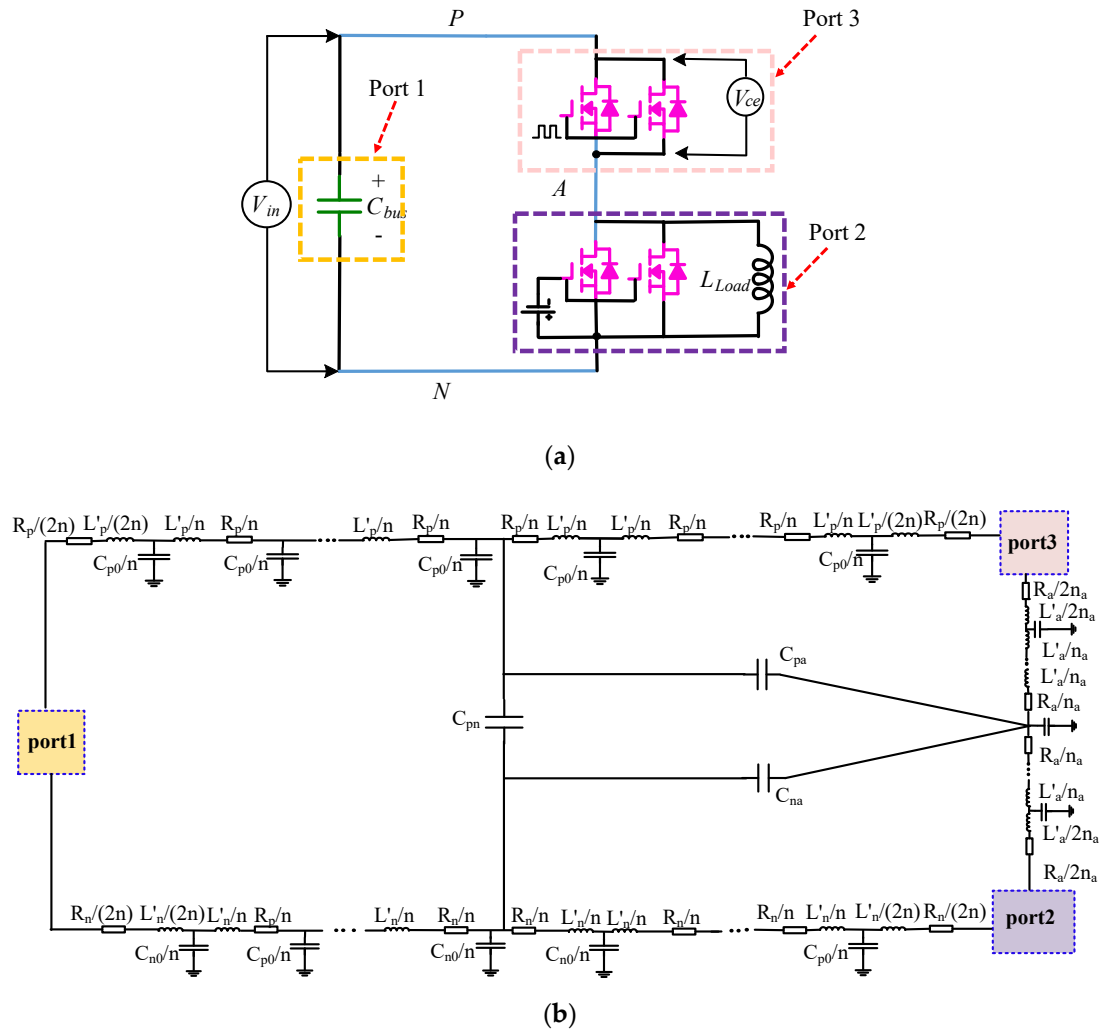 P
Port 3
Port 1
V_ce
+
V_in
C_bus
-
A
Port 2
L_Load
N
(a)
R_p/(2n) L'_p/(2n) L'_p/n R_p/n L'_p/n R_p/n R_p/n L'_p/n L'_p/n R_p/n R_p/n L'_p/n L'_p/(2n) R_p/(2n)
port3
C_p0/n C_p0/n C_p0/n C_p0/n C_p0/n
R_a/2n_a
L'_a/2n_a
L'_a/n_a
C_pa
L'_a/n_a
R_a/n_a
C_pn
port1
R_a/n_a
C_na
L'_a/n_a
L'_a/2n_a
R_a/2n_a
R_n/(2n) L'_n/(2n) L'_n/n R_p/n L'_n/n R_n/n R_n/n L'_n/n L'_n/n R_n/n R_n/n L'_n/n L'_n/(2n) R_n/(2n)
port2
C_n0/n C_p0/n C_n0/n C_n0/n C_p0/n
(b)